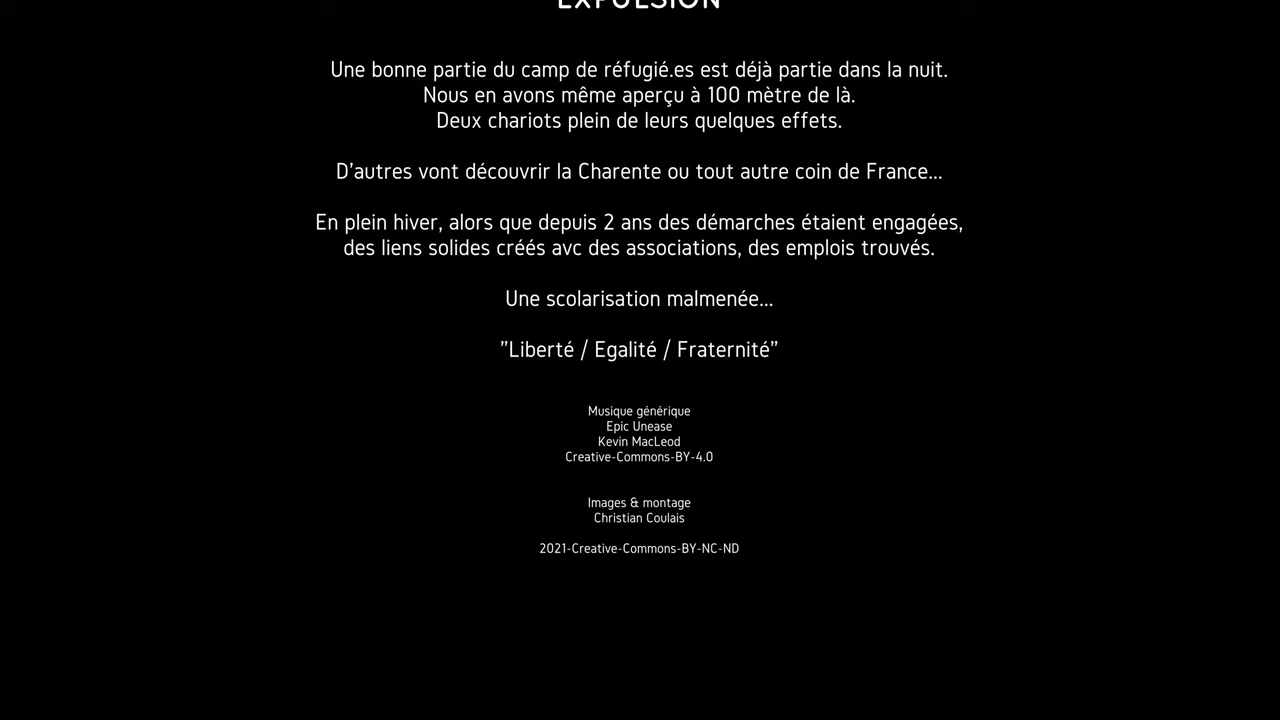 EXPULSION
Une bonne partie du camp de réfugié.es est déjà partie dans la nuit.
Nous en avons même aperçu à 100 mètre de là.
Deux chariots plein de leurs quelques effets.
D'autres vont découvrir la Charente ou tout autre coin de France...
En plein hiver, alors que depuis 2 ans des démarches étaient engagées,
des liens solides créés avc des associations, des emplois trouvés.
Une scolarisation malmenée...
"Liberté / Egalité / Fraternité"
Musique générique
Epic Unease
Kevin MacLeod
Creative-Commons-BY-4.0
Images & montage
Christian Coulais
2021-Creative-Commons-BY-NC-ND